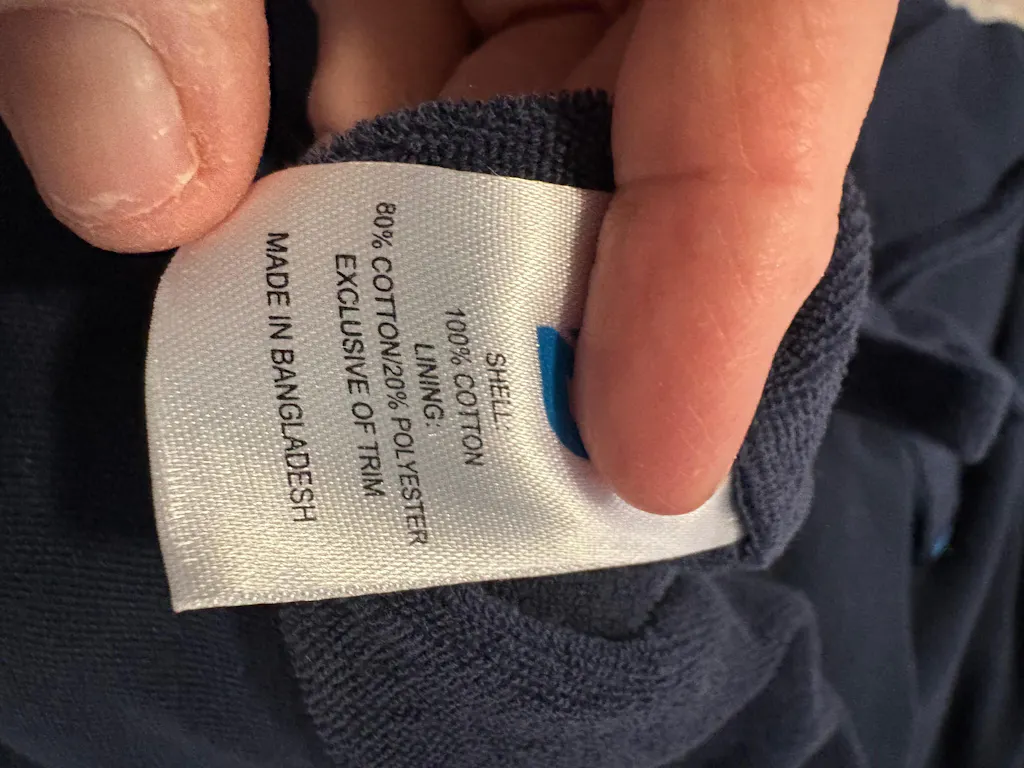 SHELL:
100% COTTON
LINING:
80% COTTON/20% POLYESTER
EXCLUSIVE OF TRIM
MADE IN BANGLADESH